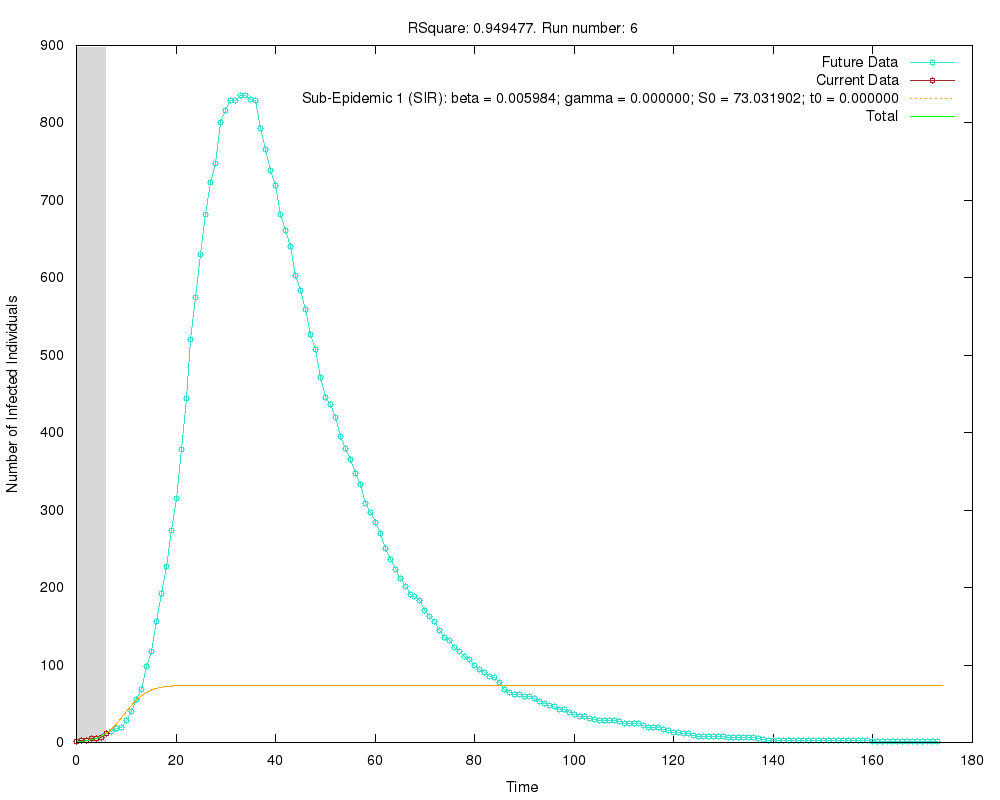 RSquare: 0.949477. Run number: 6
900
800
700
600
500
400
300
200
100
0
Number of Infected Individuals
Future Data
Current Data
Sub-Epidemic 1 (SIR): beta = 0.005984; gamma = 0.000000; S0 = 73.031902; t0 = 0.000000
Total
0 20 40 60 80 100 120 140 160 180
Time